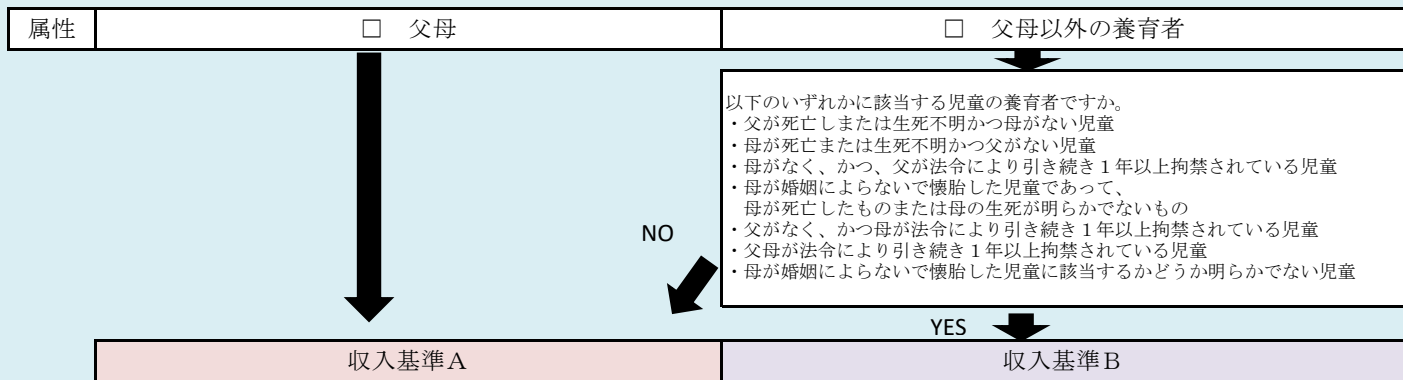 属性 □ 父母 □ 父母以外の養育者
以下のいずれかに該当する児童の養育者ですか。
・父が死亡しまたは生死不明かつ母がない児童
・母が死亡または生死不明かつ父がない児童
・母がなく、かつ、父が法令により引き続き１年以上拘禁されている児童
・母が婚姻によらないで懐胎した児童であって、
母が死亡したものまたは母の生死が明らかでないもの
・父がなく、かつ母が法令により引き続き１年以上拘禁されている児童
・父母が法令により引き続き１年以上拘禁されている児童
・母が婚姻によらないで懐胎した児童に該当するかどうか明らかでない児童
NO
YES
収入基準Ａ 収入基準Ｂ